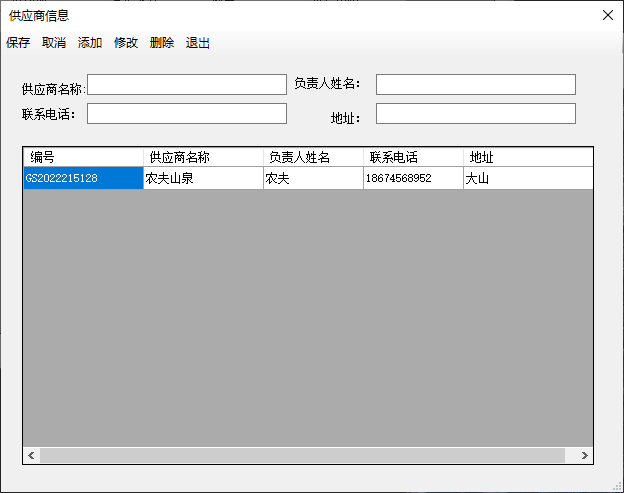 供应商信息
保存 取消 添加 修改 删除 退出
供应商名称: 负责人姓名：
联系电话： 地址：
编号 供应商名称 负责人姓名 联系电话 地址
GS2022215128 农夫山泉 农夫 18674568952 大山